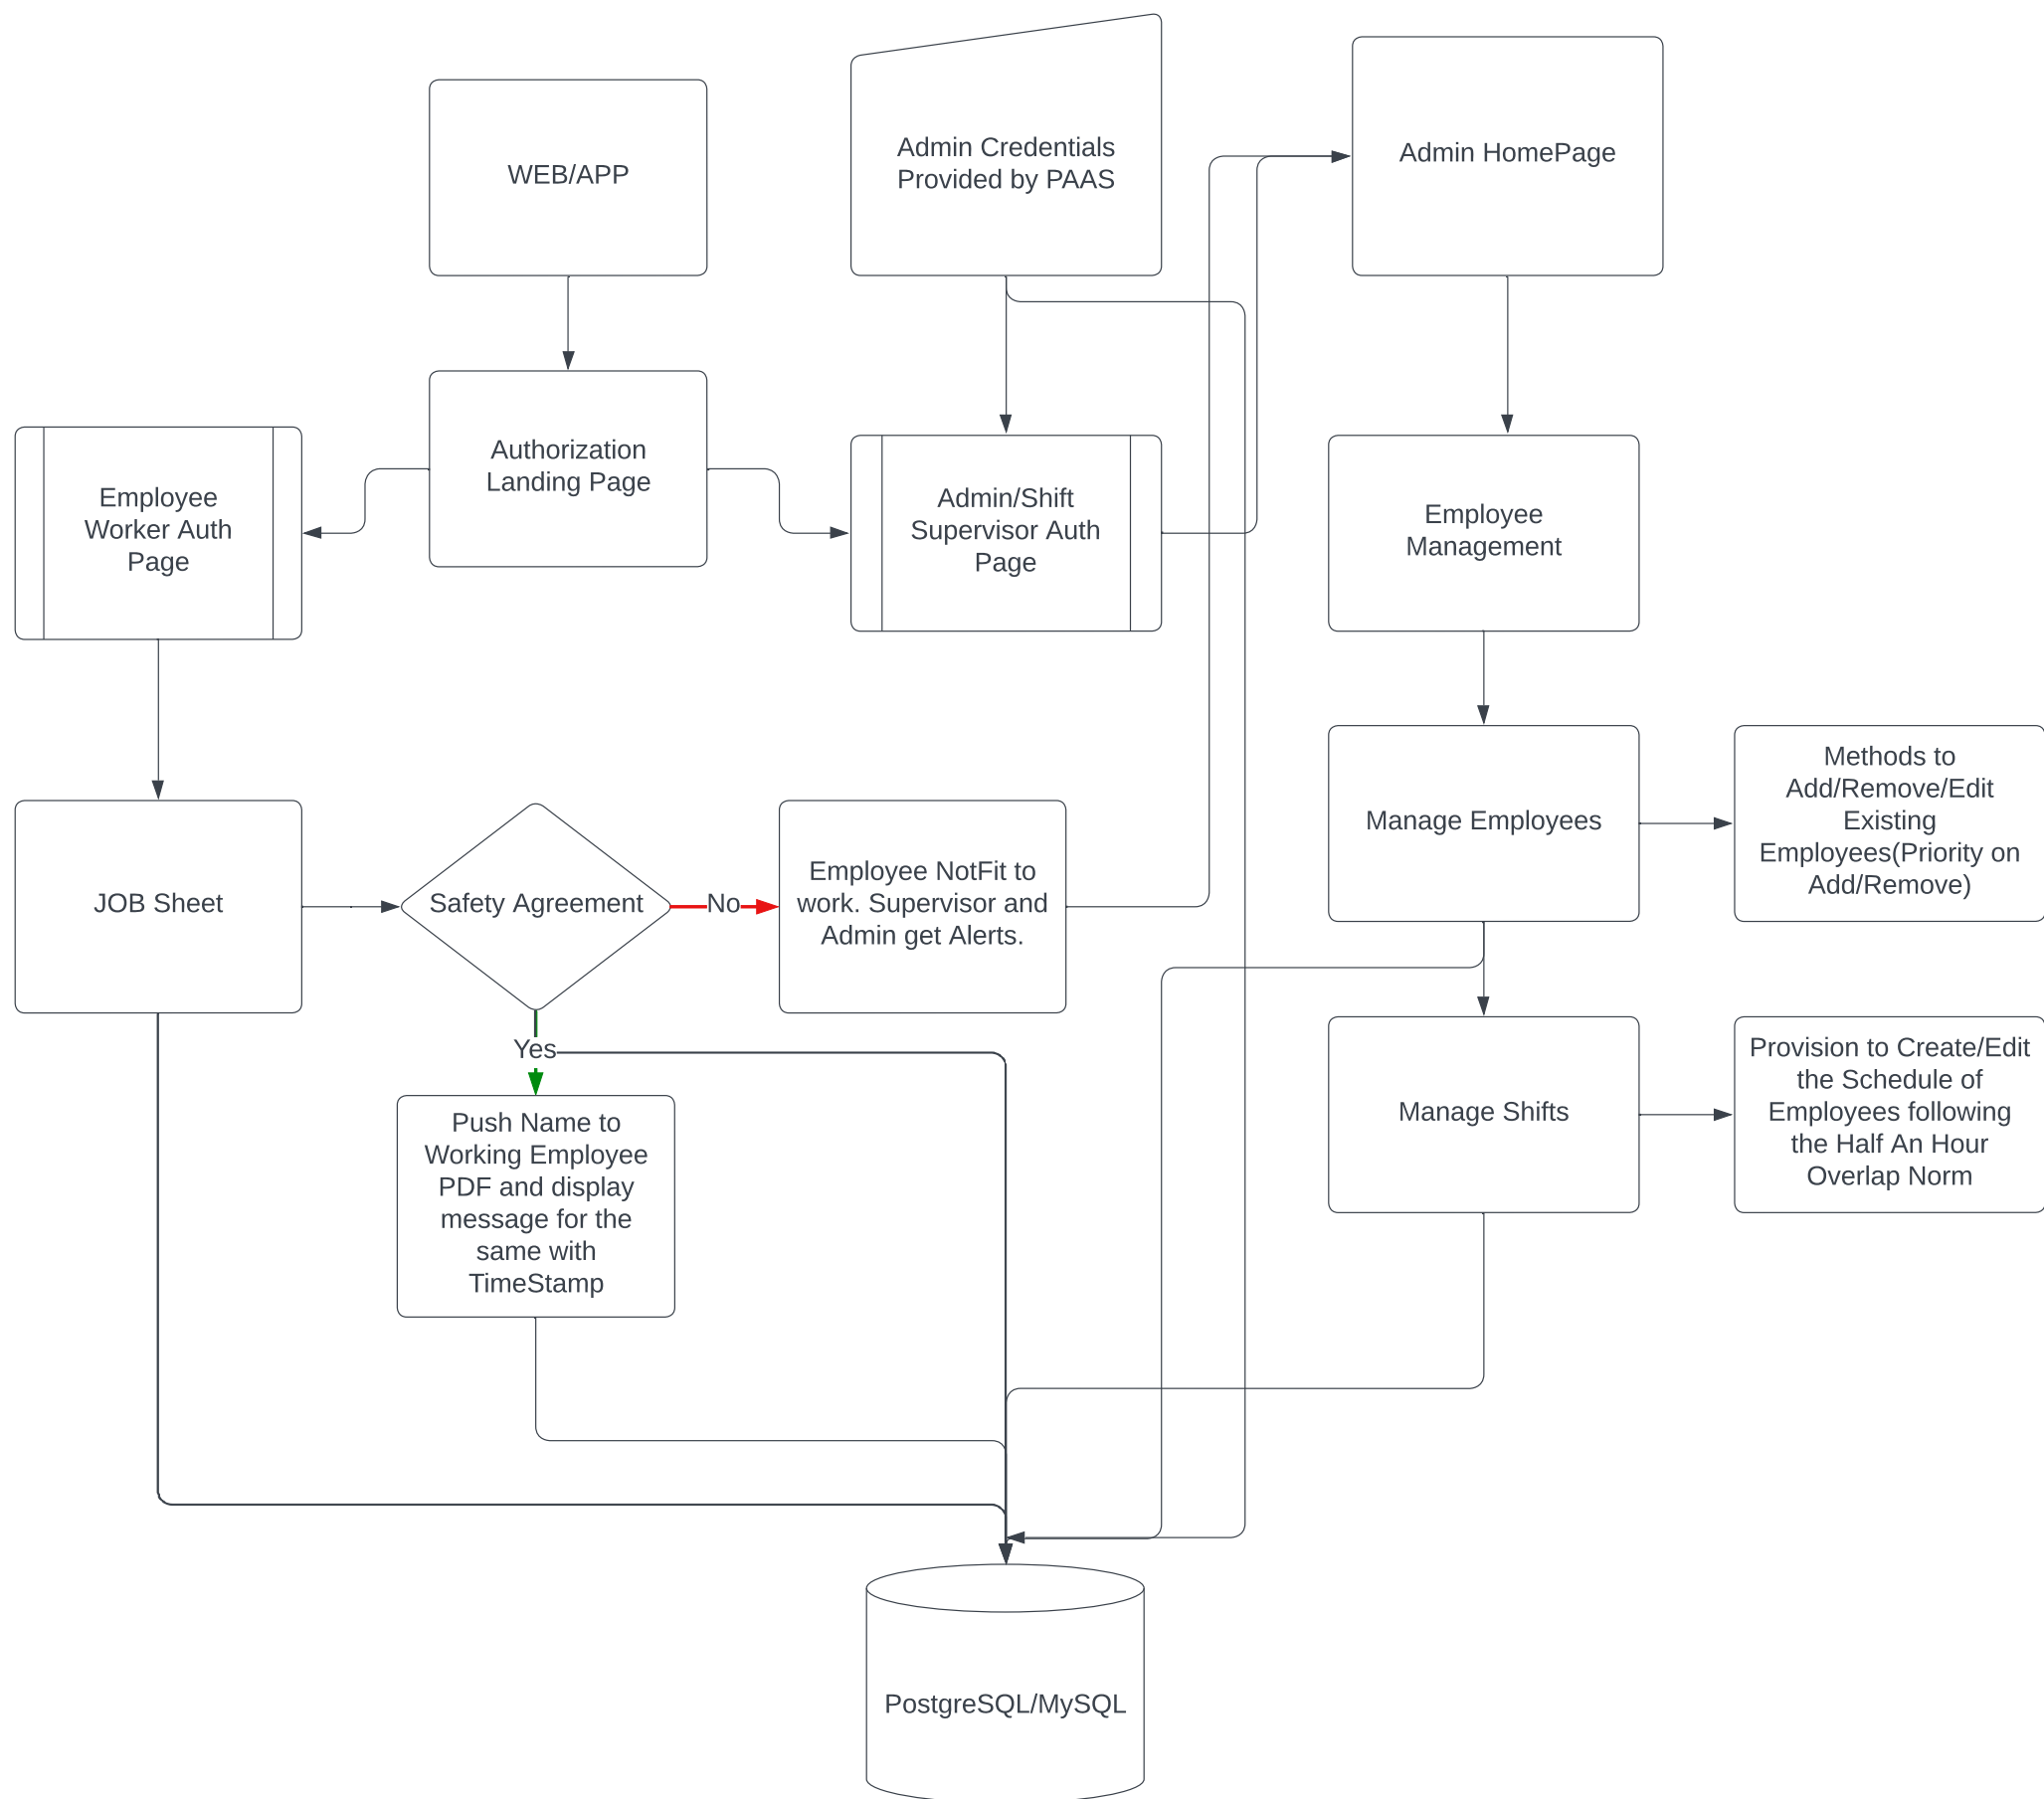 WEB/APP
Admin Credentials
Provided by PAAS
Admin HomePage
Authorization
Landing Page
Employee
Worker Auth
Page
Admin/Shift
Supervisor Auth
Page
Employee
Management
Manage Employees
Methods to
Add/Remove/Edit
Existing
Employees(Priority on
Add/Remove)
JOB Sheet
Safety Agreement
No
Employee NotFit to
work. Supervisor and
Admin get Alerts.
Yes
Push Name to
Working Employee
PDF and display
message for the
same with
TimeStamp
Manage Shifts
Provision to Create/Edit
the Schedule of
Employees following
the Half An Hour
Overlap Norm
PostgreSQL/MySQL